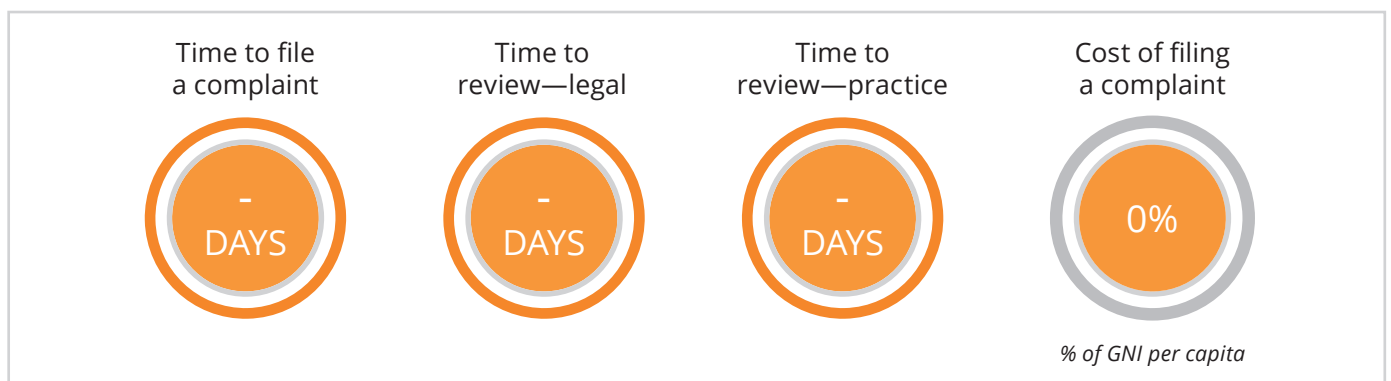 Time to file
a complaint
-
DAYS
Time to
review—legal
-
DAYS
Time to
review—practice
-
DAYS
Cost of filing
a complaint
0%
% of GNI per capita